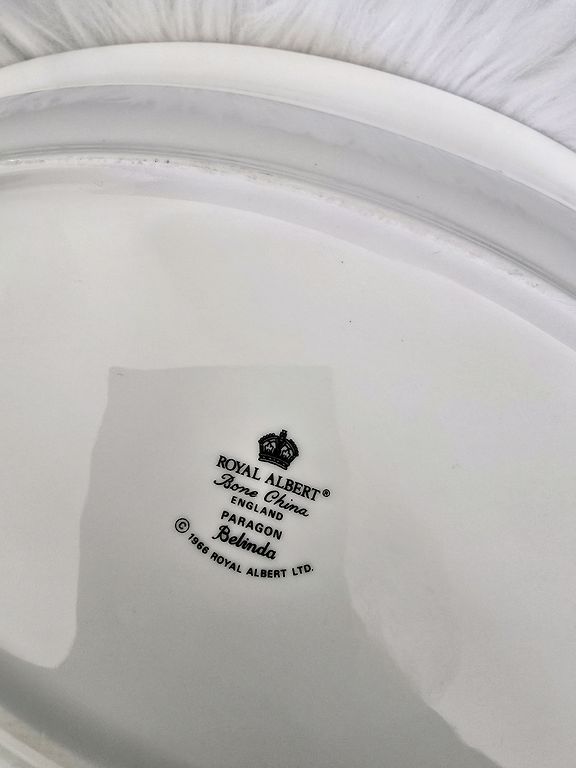 ROYAL ALBERT®
Bone China
ENGLAND
PARAGON
Belinda
© 1966 ROYAL ALBERT LTD.